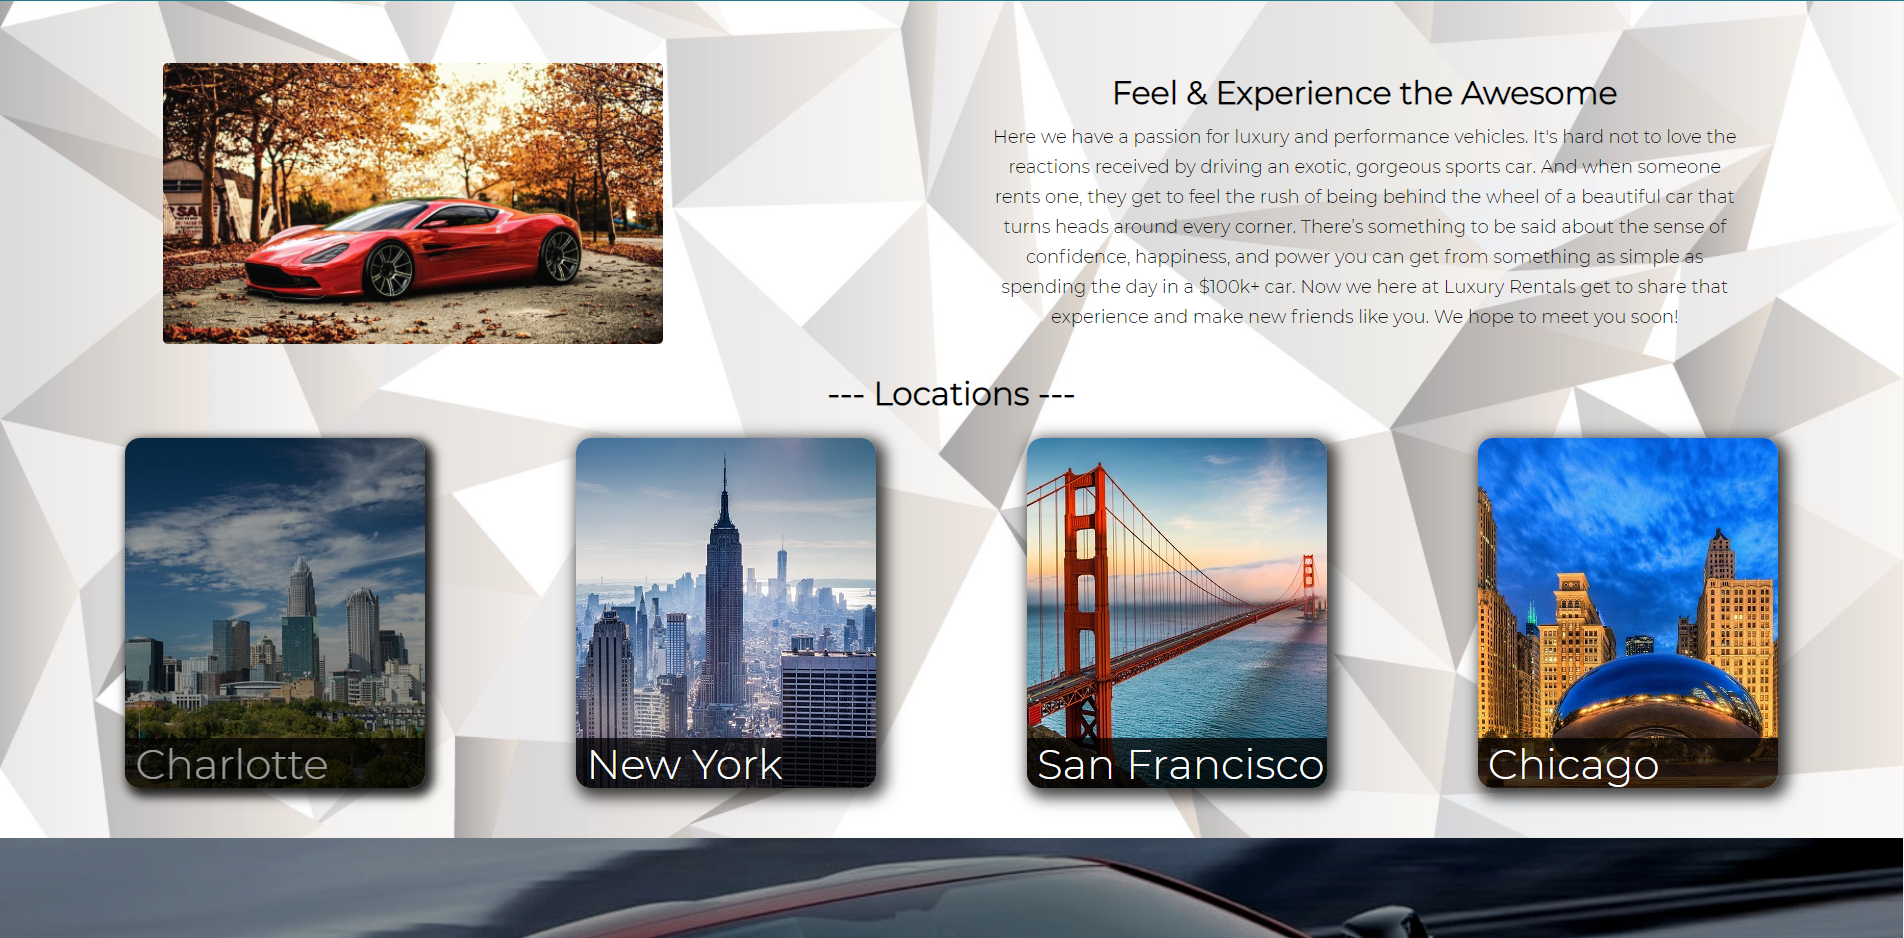 Feel & Experience the Awesome
Here we have a passion for luxury and performance vehicles. It's hard not to love the
reactions received by driving an exotic, gorgeous sports car. And when someone
rents one, they get to feel the rush of being behind the wheel of a beautiful car that
turns heads around every corner. There's something to be said about the sense of
confidence, happiness, and power you can get from something as simple as
spending the day in a $100k+ car. Now we here at Luxury Rentals get to share that
experience and make new friends like you. We hope to meet you soon!
SALE
--- Locations ---
Charlotte
New York
San Francisco
Chicago